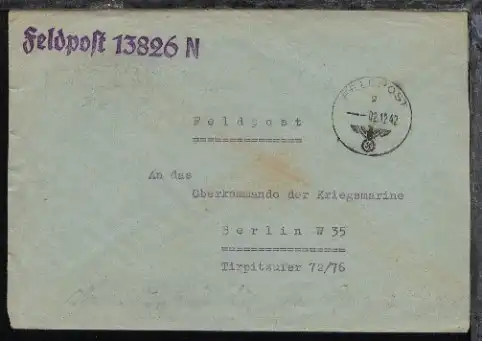 Feldpost 13826 N
FELDPOST
02.12.42
Feldpost
An das
Oberkommando der Kriegsmarine
Berlin W 35
Tirpitzufer 72/76